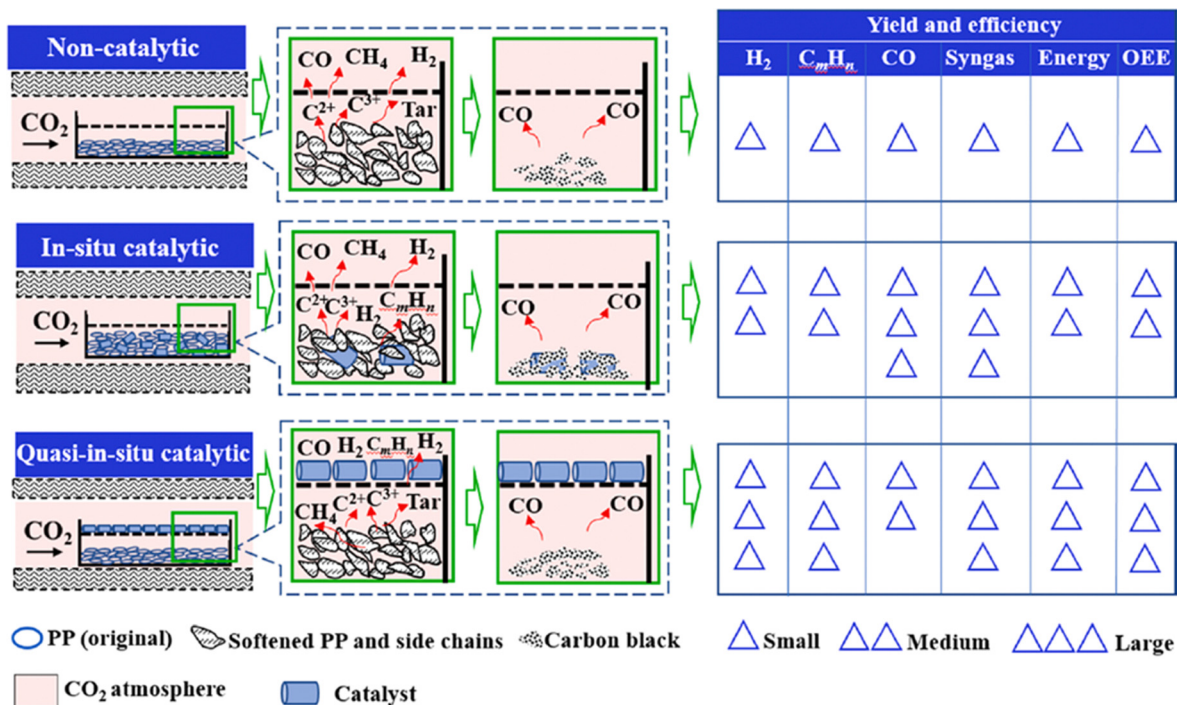 Non-catalytic
CO₂
CO
CH₄
H₂
C²⁺
C³⁺
Tar
CO
CO
Yield and efficiency
H₂ CₘHₙ CO Syngas Energy OEE
In-situ catalytic
CO₂
CO
CH₄
H₂
C²⁺
C³⁺
H₂
CₘHₙ
CO
CO
Quasi-in-situ catalytic
CO₂
CO H₂ CₘHₙ H₂
CH₄
C²⁺
C³⁺
Tar
CO
CO
PP (original) Softened PP and side chains Carbon black Small Medium Large
CO₂ atmosphere Catalyst